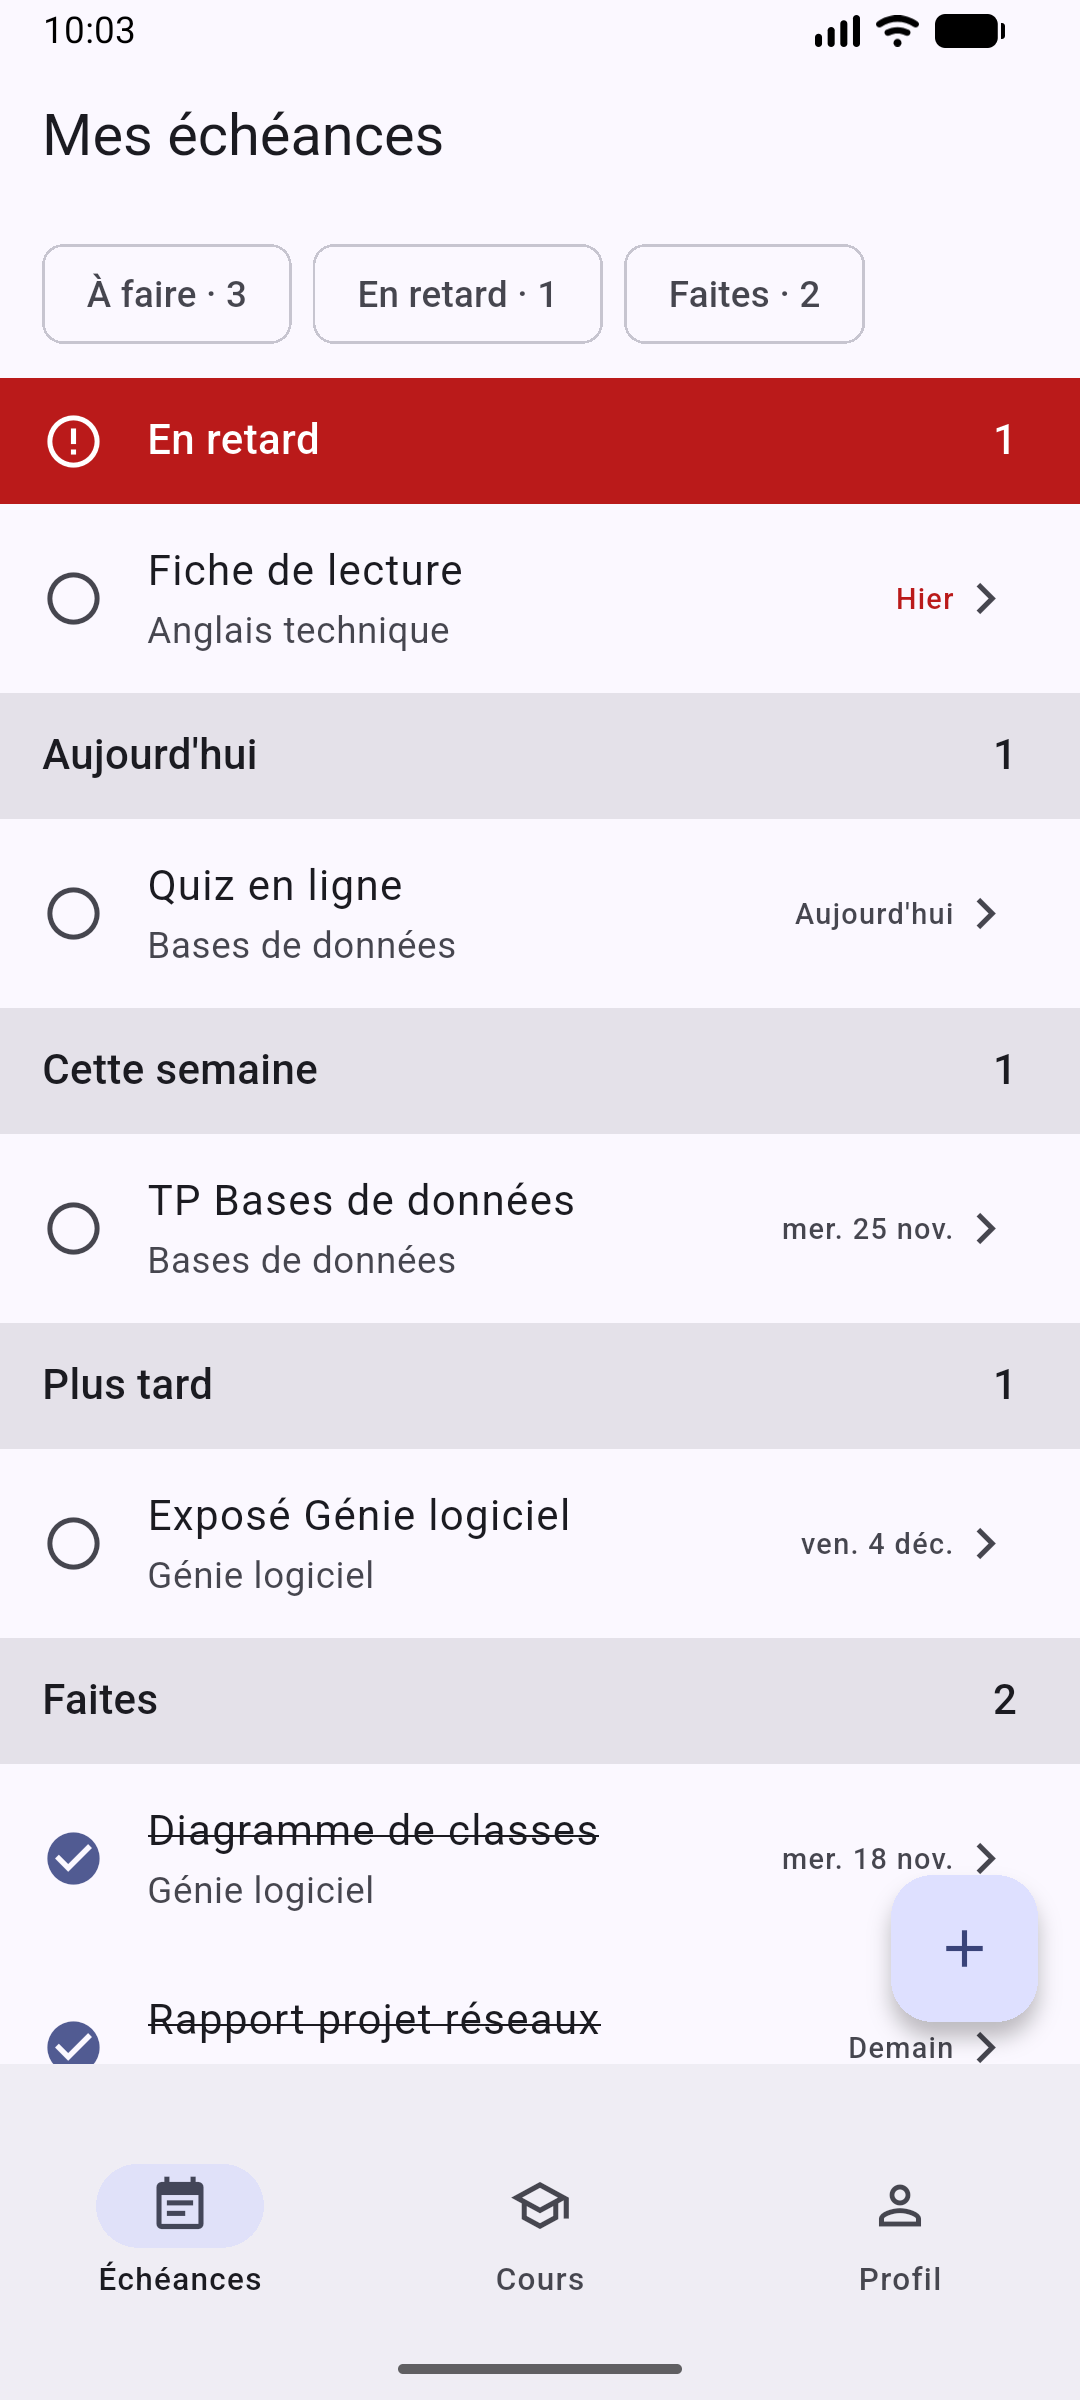 10:03
Mes échéances
À faire · 3
En retard · 1
Faites · 2
En retard 1
Fiche de lecture
Anglais technique
Hier
Aujourd'hui 1
Quiz en ligne
Bases de données
Aujourd'hui
Cette semaine 1
TP Bases de données
Bases de données
mer. 25 nov.
Plus tard 1
Exposé Génie logiciel
Génie logiciel
ven. 4 déc.
Faites 2
Diagramme de classes
Génie logiciel
mer. 18 nov.
Rapport projet réseaux
Demain
Échéances
Cours
Profil